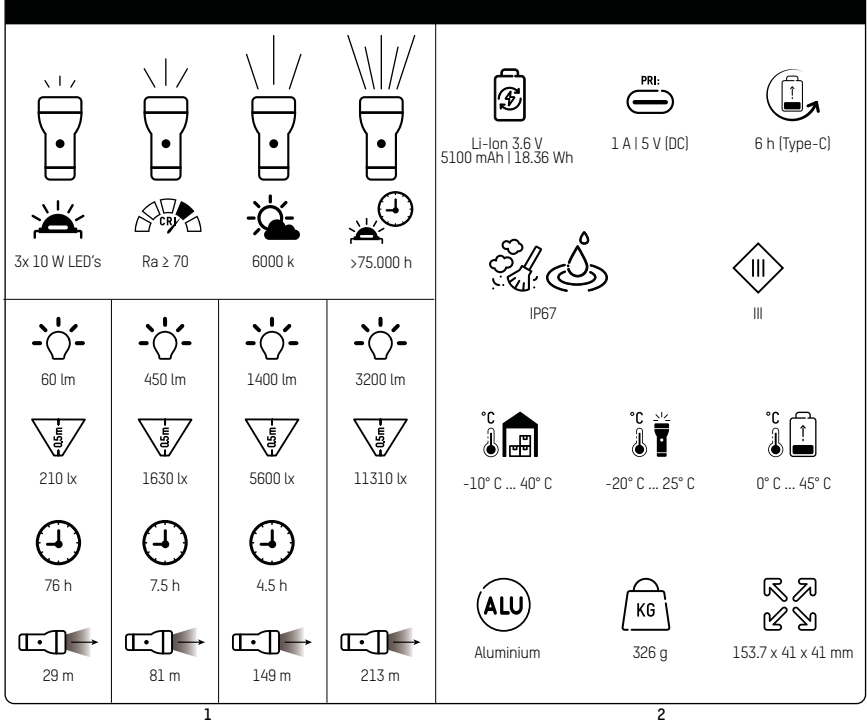 CRI
3x 10 W LED's
Ra ≥ 70
6000 k
>75.000 h
60 lm
450 lm
1400 lm
3200 lm
0.5m
0.5m
0.5m
0.5m
210 lx
1630 lx
5600 lx
11310 lx
76 h
7.5 h
4.5 h
29 m
81 m
149 m
213 m
1
PRI:
Li-Ion 3.6 V
5100 mAh | 18.36 Wh
1 A | 5 V (DC)
6 h (Type-C)
IP67
III
III
°C
°C
°C
-10° C ... 40° C
-20° C ... 25° C
0° C ... 45° C
ALU
KG
Aluminium
326 g
153.7 x 41 x 41 mm
2